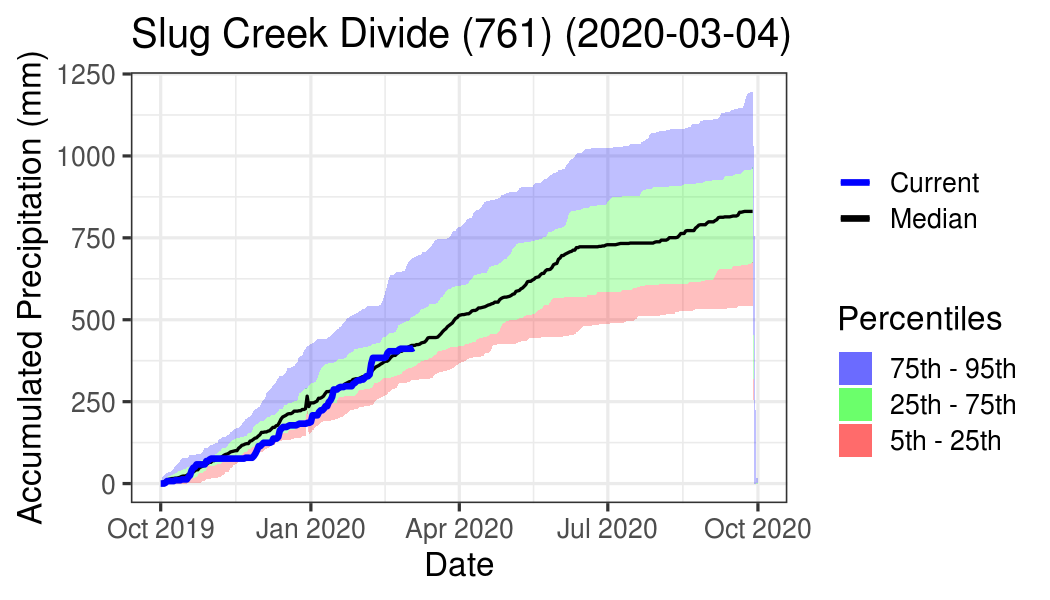 Slug Creek Divide (761) (2020-03-04)
Accumulated Precipitation (mm)
1250
1000
750
500
250
0
Oct 2019
Jan 2020
Apr 2020
Jul 2020
Oct 2020
Date
Current
Median
Percentiles
75th - 95th
25th - 75th
5th - 25th